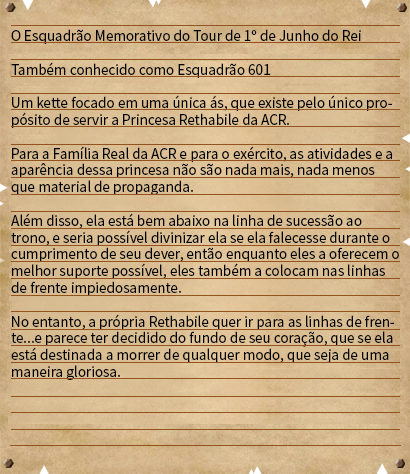 O Esquadrão Memorativo do Tour de 1º de Junho do Rei
Também conhecido como Esquadrão 601
Um kette focado em uma única ás, que existe pelo único pro-
pósito de servir a Princesa Rethabile da ACR.
Para a Família Real da ACR e para o exército, as atividades e a
aparência dessa princesa não são nada mais, nada menos
que material de propaganda.
Além disso, ela está bem abaixo na linha de sucessão ao
trono, e seria possível divinizar ela se ela falecesse durante o
cumprimento de seu dever, então enquanto eles a oferecem o
melhor suporte possível, eles também a colocam nas linhas
de frente impiedosamente.
No entanto, a própria Rethabile quer ir para as linhas de fren-
te...e parece ter decidido do fundo de seu coração, que se ela
está destinada a morrer de qualquer modo, que seja de uma
maneira gloriosa.